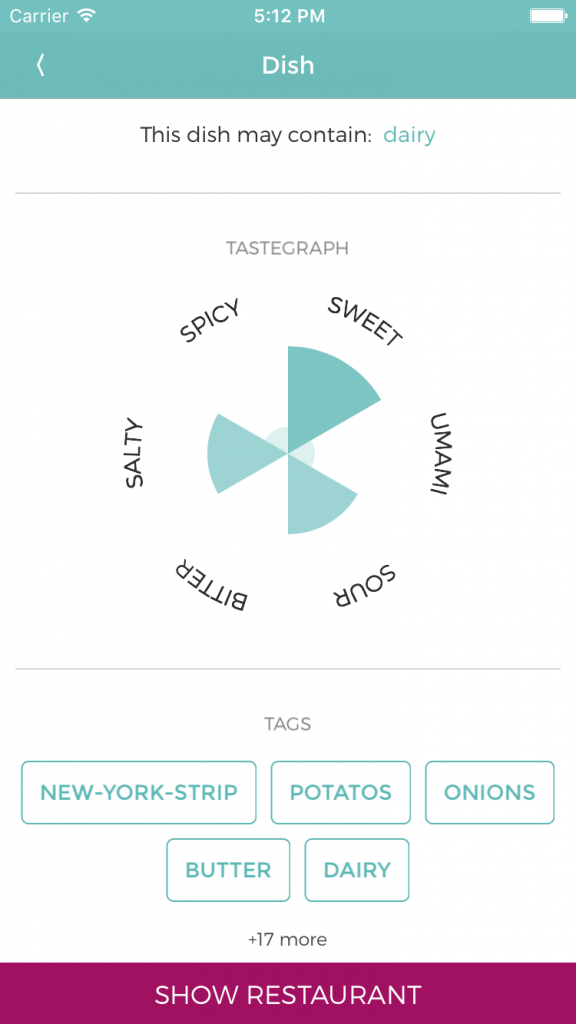 Carrier 5:12 PM
Dish
This dish may contain: dairy
TASTEGRAPH
SPICY SWEET
SALTY UMAMI
BITTER SOUR
TAGS
NEW-YORK-STRIP POTATOS ONIONS
BUTTER DAIRY
+17 more
SHOW RESTAURANT